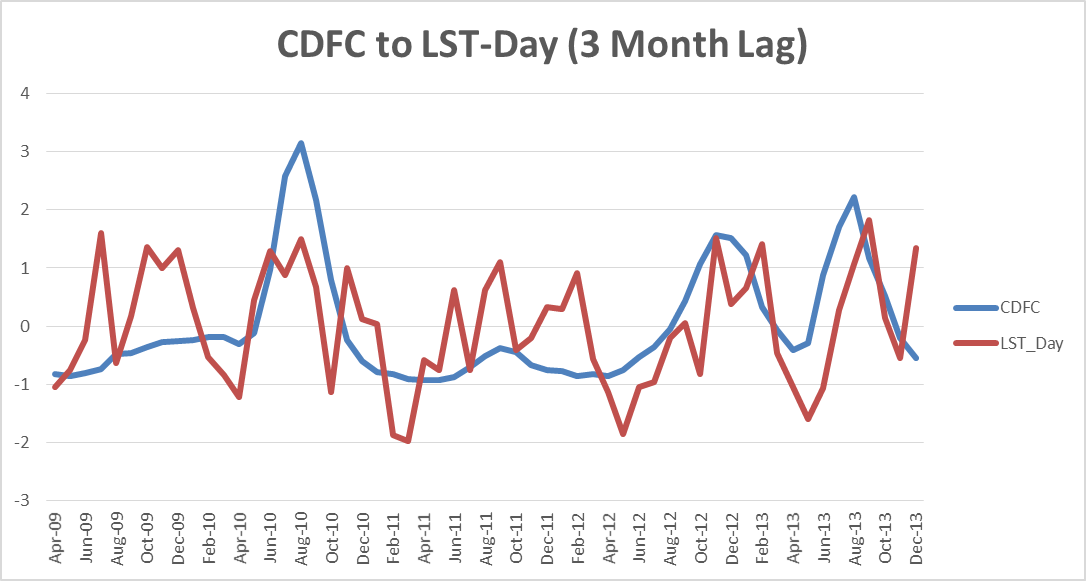 CDFC to LST-Day (3 Month Lag)
4
3
2
1
0
-1
-2
-3
Apr-09
Jun-09
Aug-09
Oct-09
Dec-09
Feb-10
Apr-10
Jun-10
Aug-10
Oct-10
Dec-10
Feb-11
Apr-11
Jun-11
Aug-11
Oct-11
Dec-11
Feb-12
Apr-12
Jun-12
Aug-12
Oct-12
Dec-12
Feb-13
Apr-13
Jun-13
Aug-13
Oct-13
Dec-13
CDFC
LST_Day